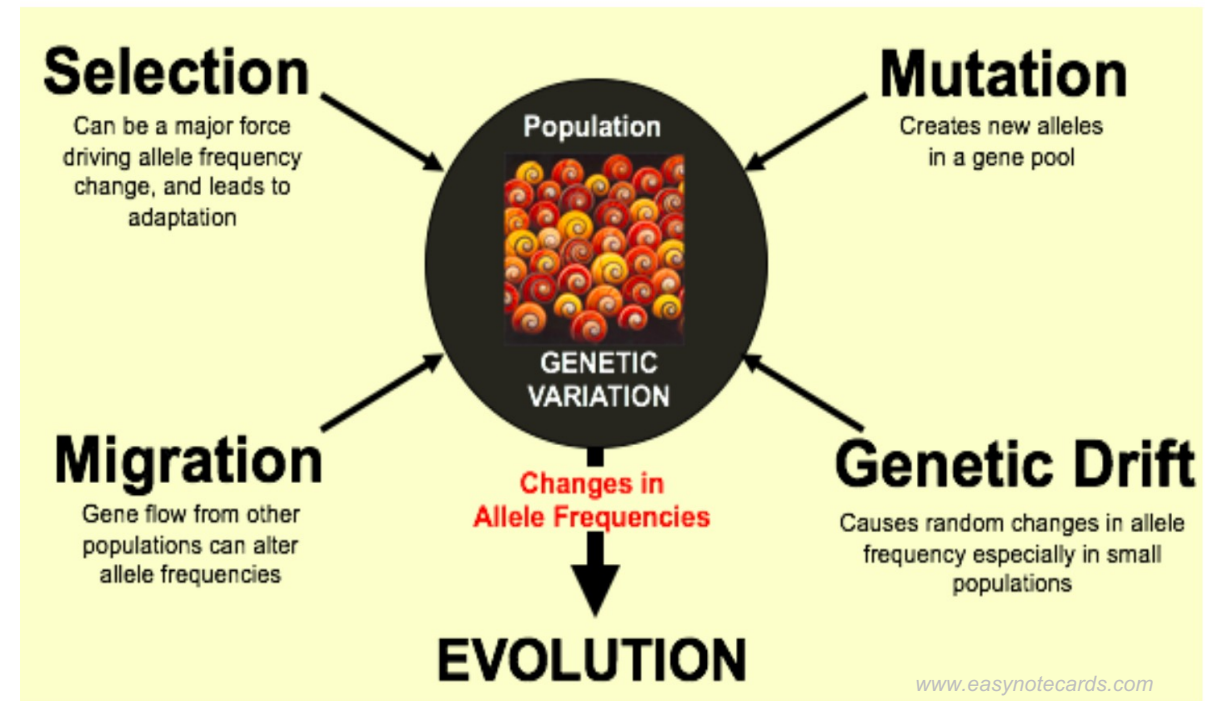 Selection
Can be a major force
driving allele frequency
change, and leads to
adaptation
Mutation
Creates new alleles
in a gene pool
Population
GENETIC
VARIATION
Migration
Gene flow from other
populations can alter
allele frequencies
Genetic Drift
Causes random changes in allele
frequency especially in small
populations
Changes in
Allele Frequencies
EVOLUTION
www.easynotecards.com